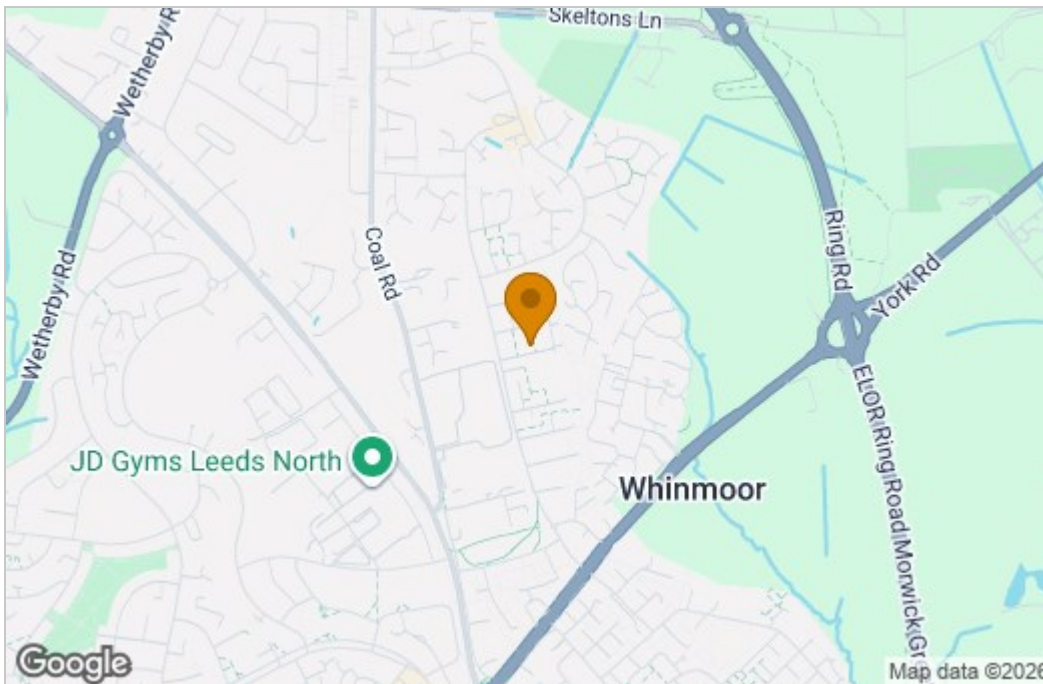 Skeltons Ln
Wetherby R
Wetherby Rd
Coal Rd
Ring Rd
York Rd
JD Gyms Leeds North
Whinmoor
ELOR Ring Road Morwick Gr
Google
Map data ©2026